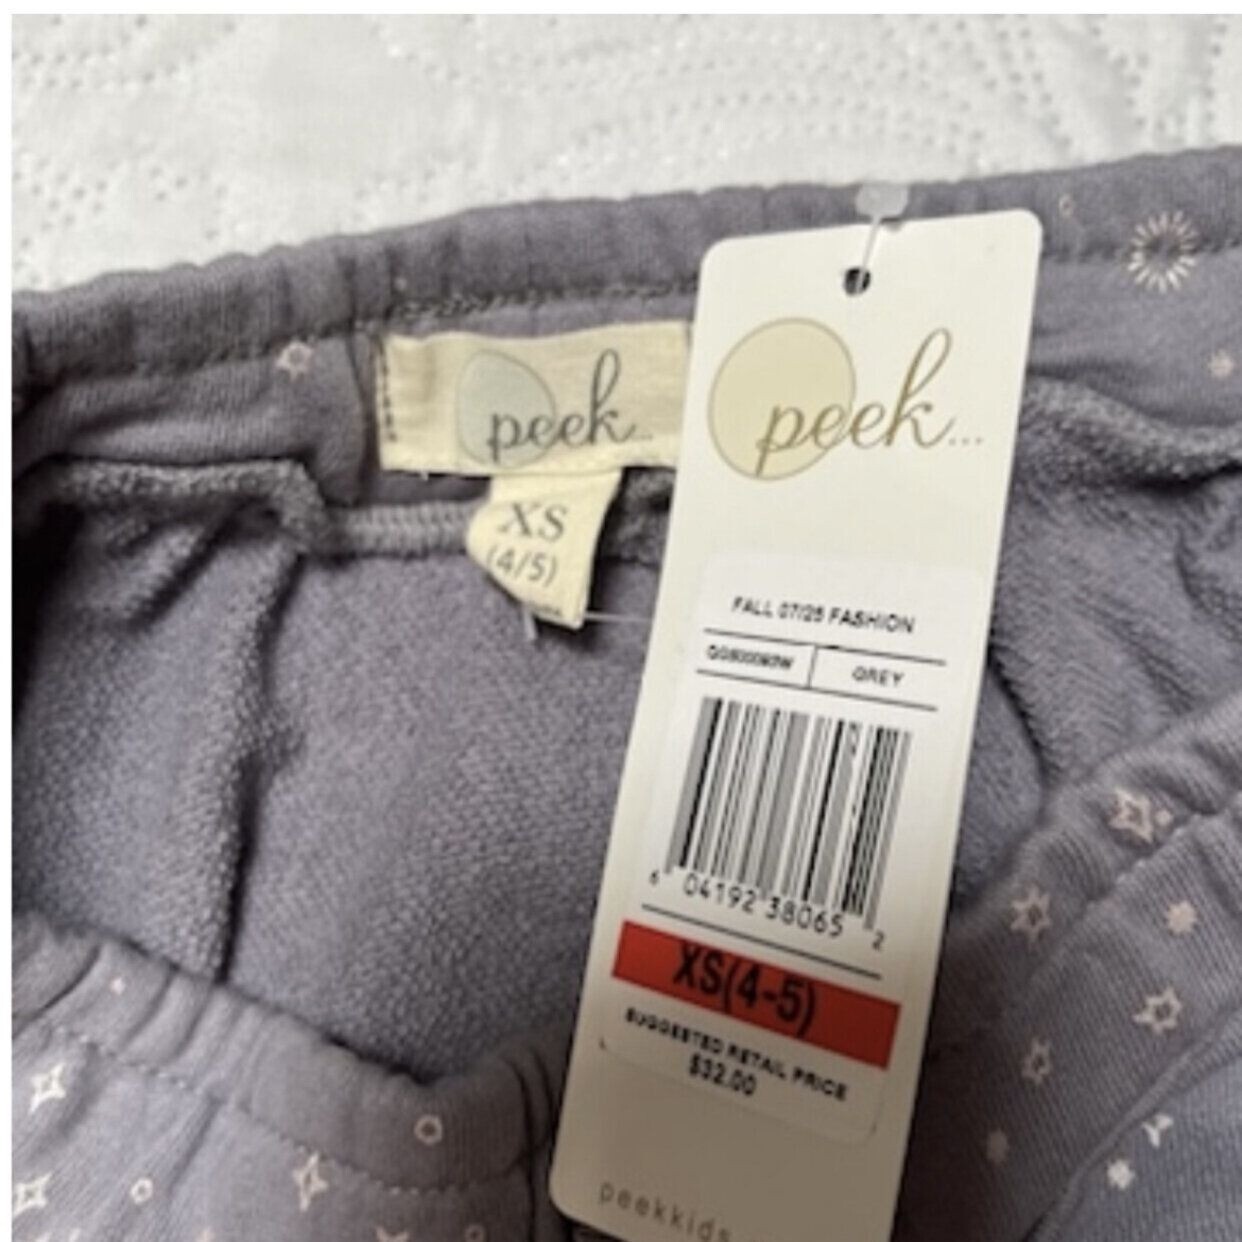 peek...
XS
(4/5)
peek...
FALL 07/25 FASHION
GREY
6 04192 38065 2
XS(4-5)
SUGGESTED RETAIL PRICE
$32.00
peekkids